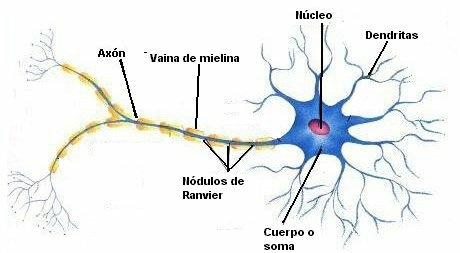 Núcleo
Dendritas
Axón
Vaina de mielina
Nódulos de
Ranvier
Cuerpo o
soma